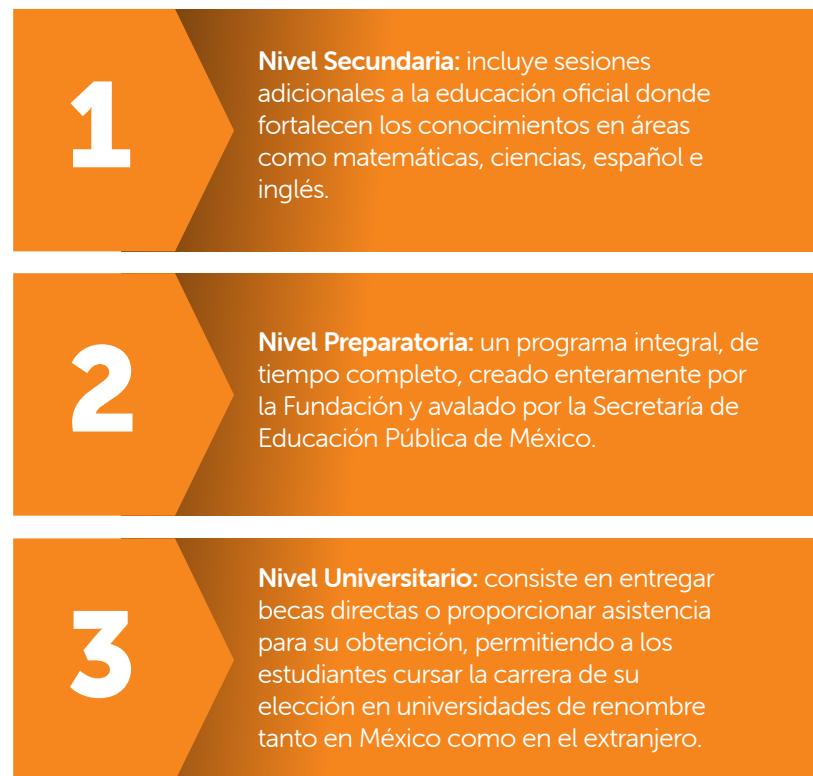 1
Nivel Secundaria: incluye sesiones
adicionales a la educación oficial donde
fortalecen los conocimientos en áreas
como matemáticas, ciencias, español e
inglés.
2
Nivel Preparatoria: un programa integral, de
tiempo completo, creado enteramente por
la Fundación y avalado por la Secretaría de
Educación Pública de México.
3
Nivel Universitario: consiste en entregar
becas directas o proporcionar asistencia
para su obtención, permitiendo a los
estudiantes cursar la carrera de su
elección en universidades de renombre
tanto en México como en el extranjero.